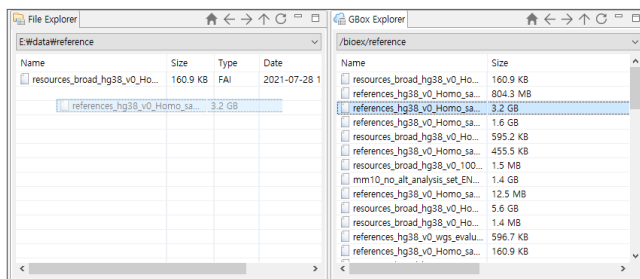 File Explorer
E:₩data₩reference
Name Size Type Date
resources_broad_hg38_v0_Ho... 160.9 KB FAI 2021-07-28 1
references_hg38_v0_Homo_sa... 3.2 GB
GBox Explorer
/bioex/reference
Name Size
resources_broad_hg38_v0_Ho... 160.9 KB
references_hg38_v0_Homo_sa... 804.3 MB
references_hg38_v0_Homo_sa... 3.2 GB
references_hg38_v0_Homo_sa... 1.6 GB
resources_broad_hg38_v0_Ho... 595.2 KB
references_hg38_v0_Homo_sa... 455.5 KB
resources_broad_hg38_v0_100... 1.5 MB
mm10_no_alt_analysis_set_EN... 1.4 GB
references_hg38_v0_Homo_sa... 12.5 MB
resources_broad_hg38_v0_Ho... 5.6 GB
resources_broad_hg38_v0_Ho... 1.4 MB
references_hg38_v0_wgs_evalu... 596.7 KB
references_hg38_v0_Homo_sa... 160.9 KB